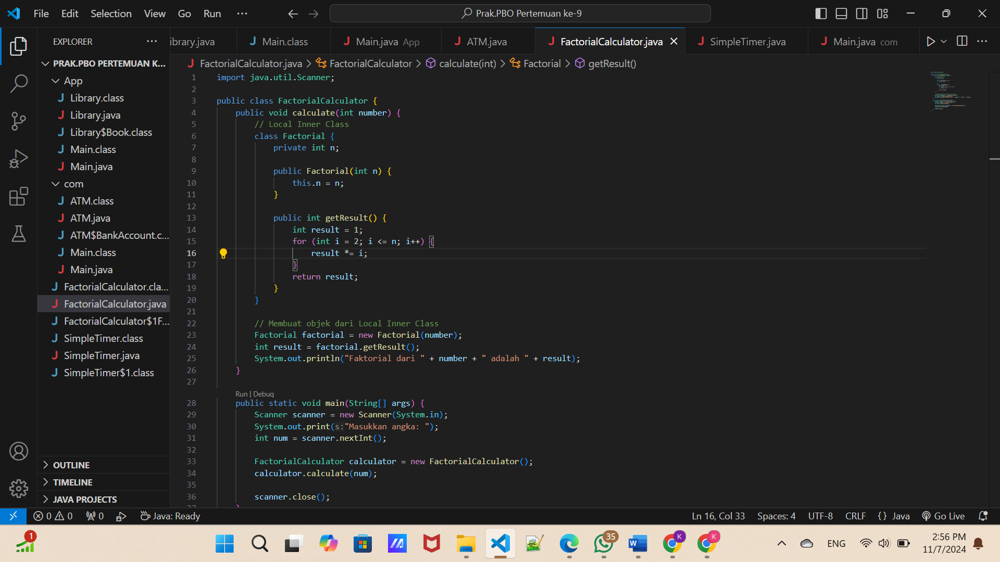 File Edit Selection View Go Run ···
Prak.PBO Pertemuan ke-9
EXPLORER ···
ibrary.java
Main.class
Main.java App
ATM.java
FactorialCalculator.java
SimpleTimer.java
Main.java com
PRAK.PBO PERTEMUAN K...
App
Library.class
Library.java
Library$Book.class
Main.class
Main.java
com
ATM.class
ATM.java
ATM$BankAccount.c...
Main.class
Main.java
FactorialCalculator.cla...
FactorialCalculator.java
FactorialCalculator$1F...
SimpleTimer.class
SimpleTimer.java
SimpleTimer$1.class
OUTLINE
TIMELINE
JAVA PROJECTS
FactorialCalculator.java > FactorialCalculator > calculate(int) > Factorial > getResult()
1 import java.util.Scanner;
2
3 public class FactorialCalculator {
4 public void calculate(int number) {
5 // Local Inner Class
6 class Factorial {
7 private int n;
8
9 public Factorial(int n) {
10 this.n = n;
11 }
12
13 public int getResult() {
14 int result = 1;
15 for (int i = 2; i <= n; i++) {
16 result *= i;
17 }
18 return result;
19 }
20 }
21
22 // Membuat objek dari Local Inner Class
23 Factorial factorial = new Factorial(number);
24 int result = factorial.getResult();
25 System.out.println("Faktorial dari " + number + " adalah " + result);
26 }
27
Run | Debug
28 public static void main(String[] args) {
29 Scanner scanner = new Scanner(System.in);
30 System.out.print(s:"Masukkan angka: ");
31 int num = scanner.nextInt();
32
33 FactorialCalculator calculator = new FactorialCalculator();
34 calculator.calculate(num);
35
36 scanner.close();
37 }
0 0 0 Java: Ready
Ln 16, Col 33 Spaces: 4 UTF-8 CRLF {} Java Go Live
1
35
K
K
ENG
2:56 PM
11/7/2024